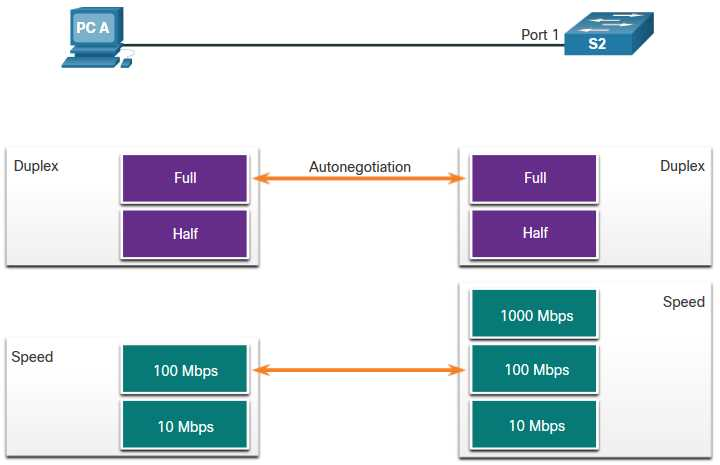 PC A
Port 1
S2
Duplex
Full
Autonegotiation
Full
Duplex
Half
Half
1000 Mbps
Speed
Speed
100 Mbps
100 Mbps
10 Mbps
10 Mbps